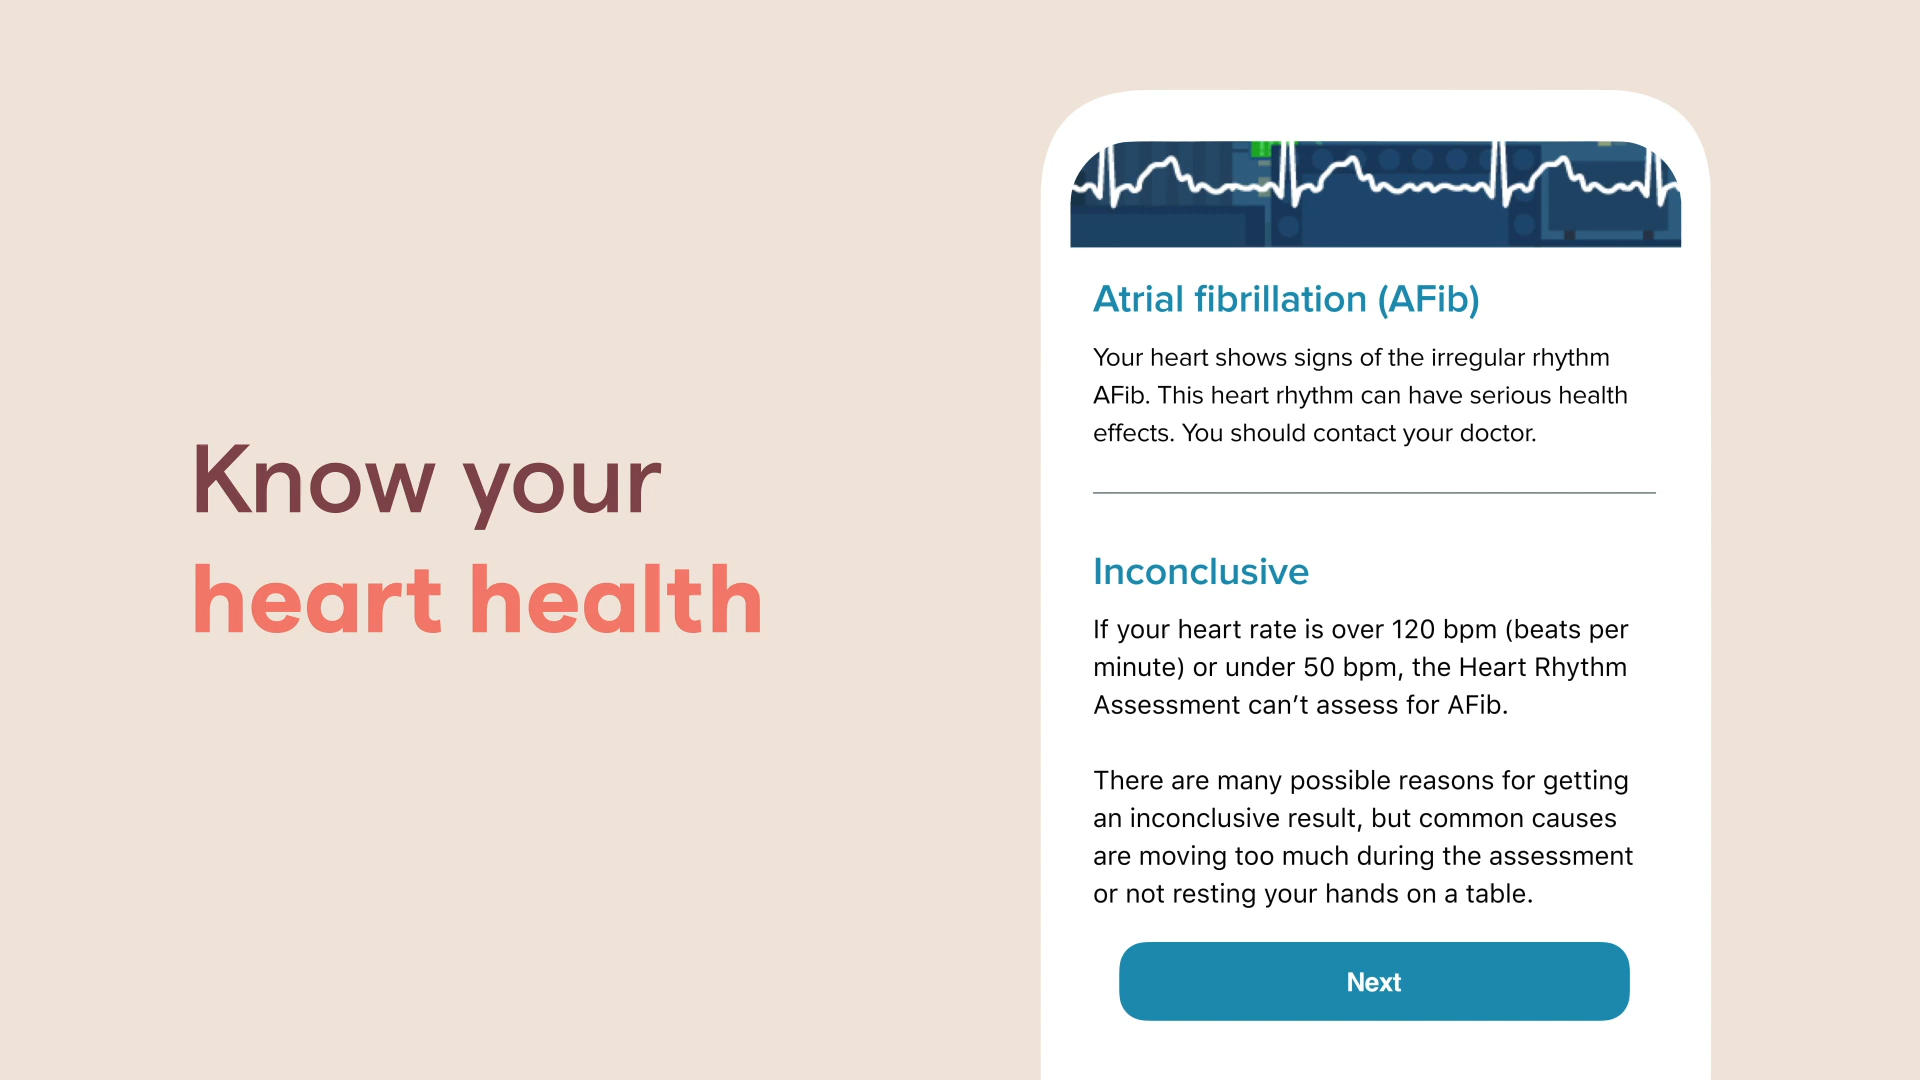 Know your
heart health
Atrial fibrillation (AFib)
Your heart shows signs of the irregular rhythm
AFib. This heart rhythm can have serious health
effects. You should contact your doctor.
Inconclusive
If your heart rate is over 120 bpm (beats per
minute) or under 50 bpm, the Heart Rhythm
Assessment can’t assess for AFib.
There are many possible reasons for getting
an inconclusive result, but common causes
are moving too much during the assessment
or not resting your hands on a table.
Next